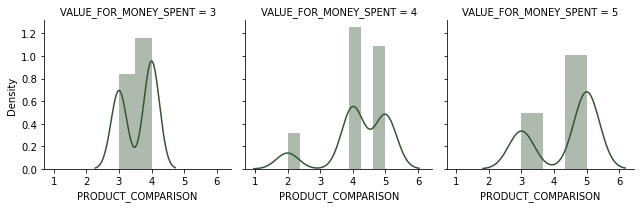 VALUE_FOR_MONEY_SPENT = 3
VALUE_FOR_MONEY_SPENT = 4
VALUE_FOR_MONEY_SPENT = 5
Density
1.2
1.0
0.8
0.6
0.4
0.2
0.0
1 2 3 4 5 6
1 2 3 4 5 6
1 2 3 4 5 6
PRODUCT_COMPARISON
PRODUCT_COMPARISON
PRODUCT_COMPARISON